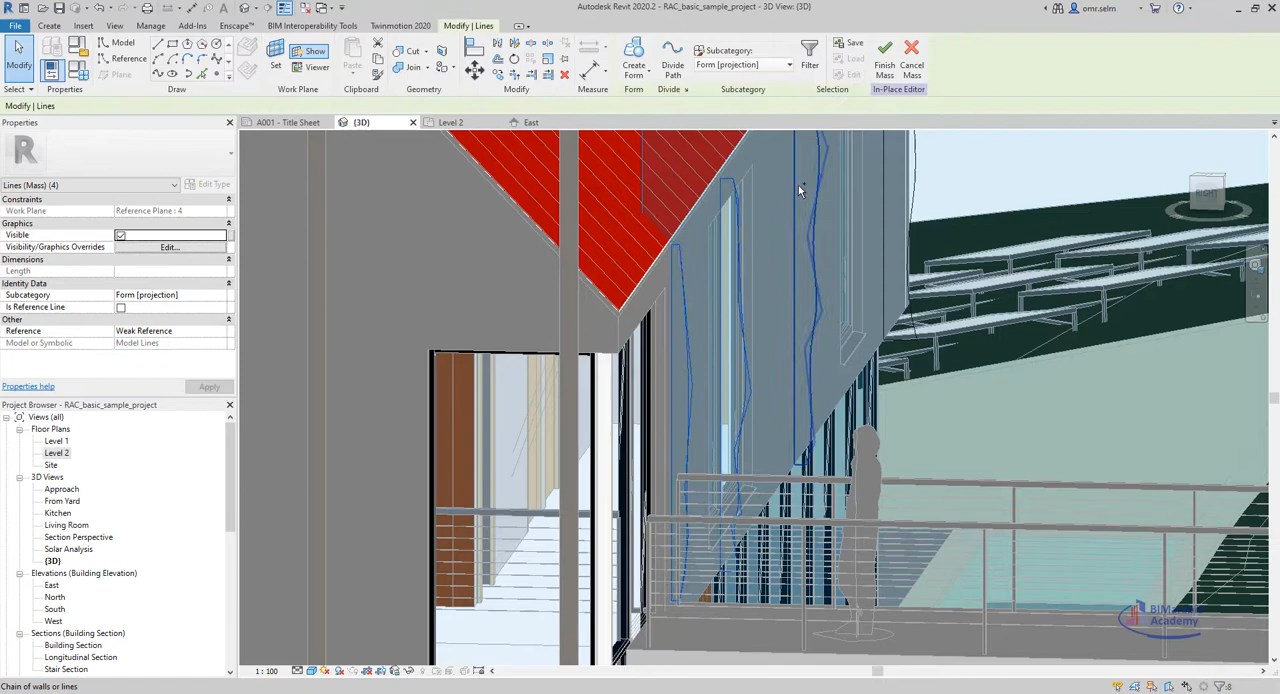 Autodesk Revit 2020.2 - RAC_basic_sample_project - 3D View: {3D}
omr.selm
File Create Insert View Manage Add-Ins Enscape™ BIM Interoperability Tools Twinmotion 2020 Modify | Lines
Modify
Model
Reference
Plane
Set
Show
Viewer
Paste
Cut
Join
Create Form
Divide Path
Subcategory:
Form [projection]
Filter
Save
Load
Edit
Finish Mass
Cancel Mass
Select Properties Draw Work Plane Clipboard Geometry Modify Measure Form Divide Subcategory Selection In-Place Editor
Modify | Lines
Properties
A001 - Title Sheet {3D} Level 2 East
Lines (Mass) (4) Edit Type
Constraints
Work Plane Reference Plane : 4
Graphics
Visible
Visibility/Graphics Overrides Edit...
Dimensions
Length
Identity Data
Subcategory Form [projection]
Is Reference Line
Other
Reference Weak Reference
Model or Symbolic Model Lines
Properties help Apply
Project Browser - RAC_basic_sample_project
Views (all)
Floor Plans
Level 1
Level 2
Site
3D Views
Approach
From Yard
Kitchen
Living Room
Section Perspective
Solar Analysis
{3D}
Elevations (Building Elevation)
East
North
South
West
Sections (Building Section)
Building Section
Longitudinal Section
Stair Section
RIGHT
Academy
1 : 100
Chain of walls or lines
:8